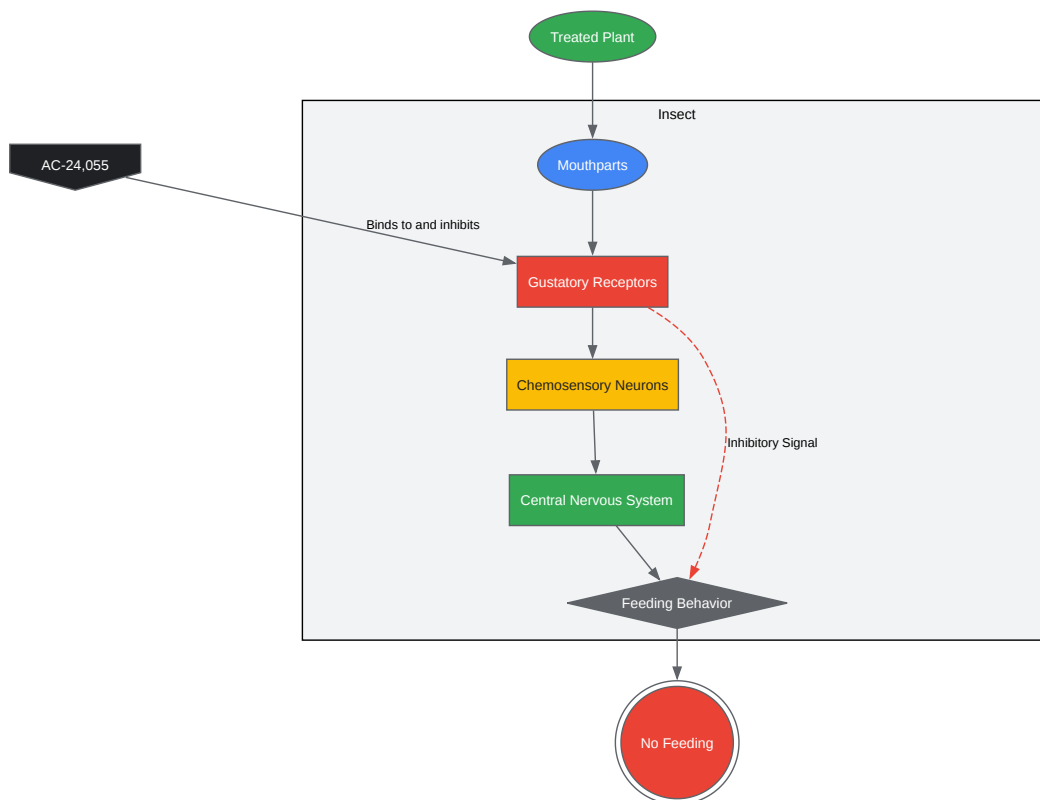 Treated Plant
Insect
AC-24,055
Mouthparts
Binds to and inhibits
Gustatory Receptors
Chemosensory Neurons
Inhibitory Signal
Central Nervous System
Feeding Behavior
No Feeding